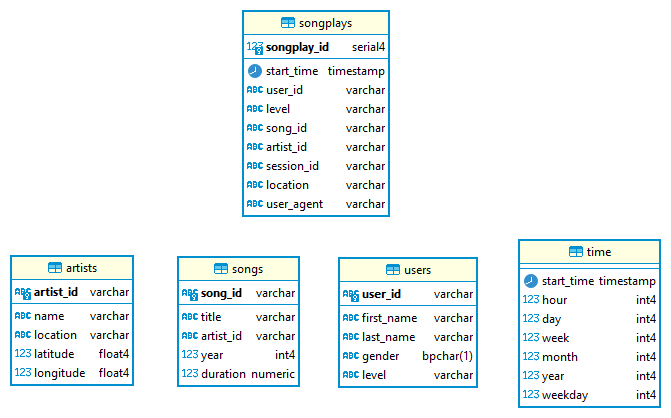 songplays
123 songplay_id serial4
start_time timestamp
ABC user_id varchar
ABC level varchar
ABC song_id varchar
ABC artist_id varchar
ABC session_id varchar
ABC location varchar
ABC user_agent varchar
artists
ABC artist_id varchar
ABC name varchar
ABC location varchar
123 latitude float4
123 longitude float4
songs
ABC song_id varchar
ABC title varchar
ABC artist_id varchar
123 year int4
123 duration numeric
users
ABC user_id varchar
ABC first_name varchar
ABC last_name varchar
ABC gender bpchar(1)
ABC level varchar
time
start_time timestamp
123 hour int4
123 day int4
123 week int4
123 month int4
123 year int4
123 weekday int4